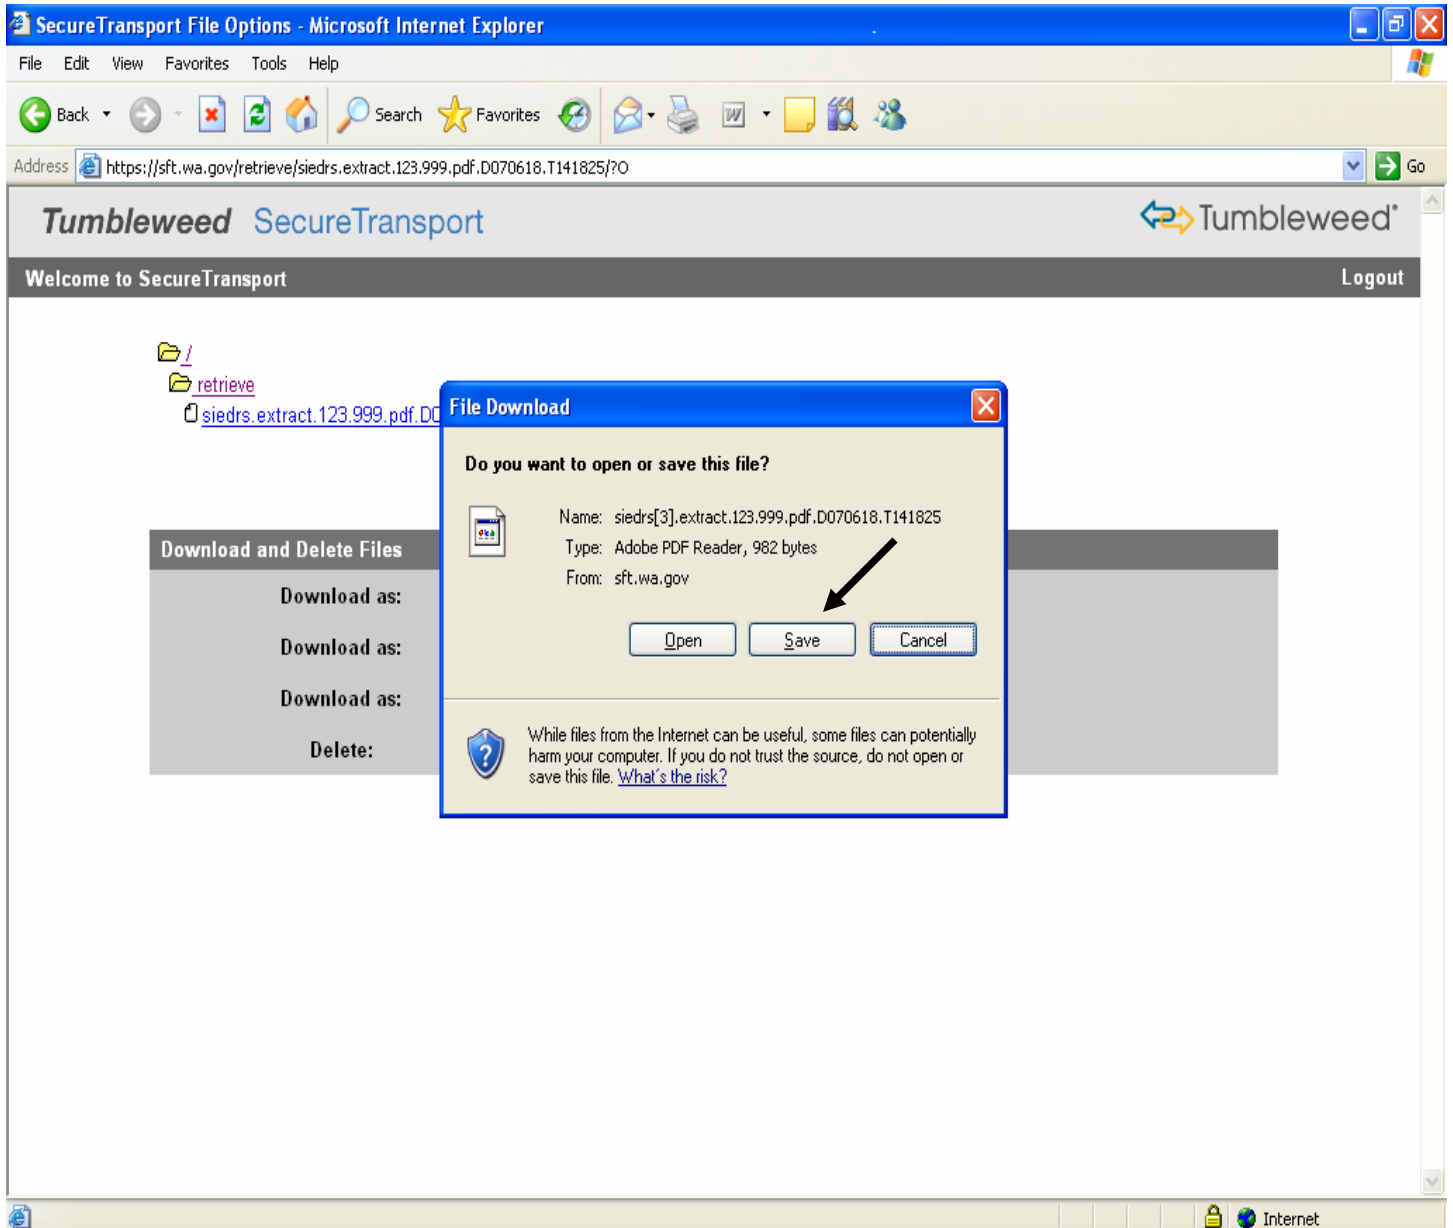 SecureTransport File Options - Microsoft Internet Explorer
File Edit View Favorites Tools Help
Back Search Favorites
Address https://sft.wa.gov/retrieve/siedrs.extract.123.999.pdf.D070618.T141825/?O Go
Tumbleweed SecureTransport Tumbleweed
Welcome to SecureTransport Logout
/
retrieve
siedrs.extract.123.999.pdf.D0
File Download
Do you want to open or save this file?
Name: siedrs[3].extract.123.999.pdf.D070618.T141825
Type: Adobe PDF Reader, 982 bytes
From: sft.wa.gov
Open Save Cancel
While files from the Internet can be useful, some files can potentially
harm your computer. If you do not trust the source, do not open or
save this file. What's the risk?
Download and Delete Files
Download as:
Download as:
Download as:
Delete:
Internet